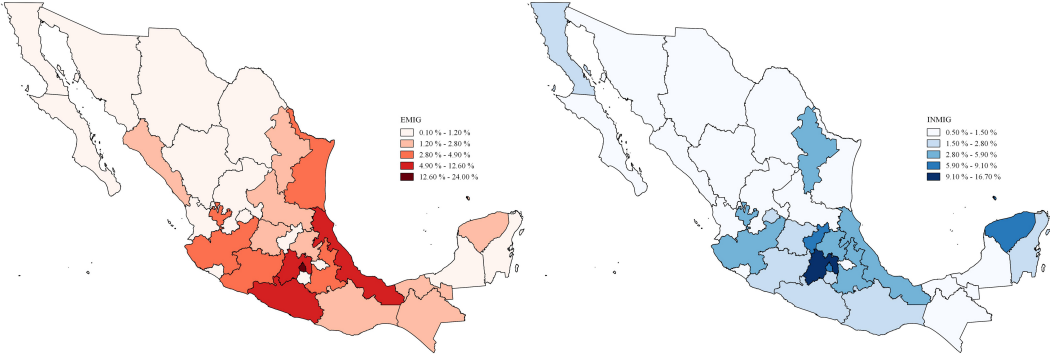 EMIG
0.10 % - 1.20 %
1.20 % - 2.80 %
2.80 % - 4.90 %
4.90 % - 12.60 %
12.60 % - 24.00 %
INMIG
0.50 % - 1.50 %
1.50 % - 2.80 %
2.80 % - 5.90 %
5.90 % - 9.10 %
9.10 % - 16.70 %